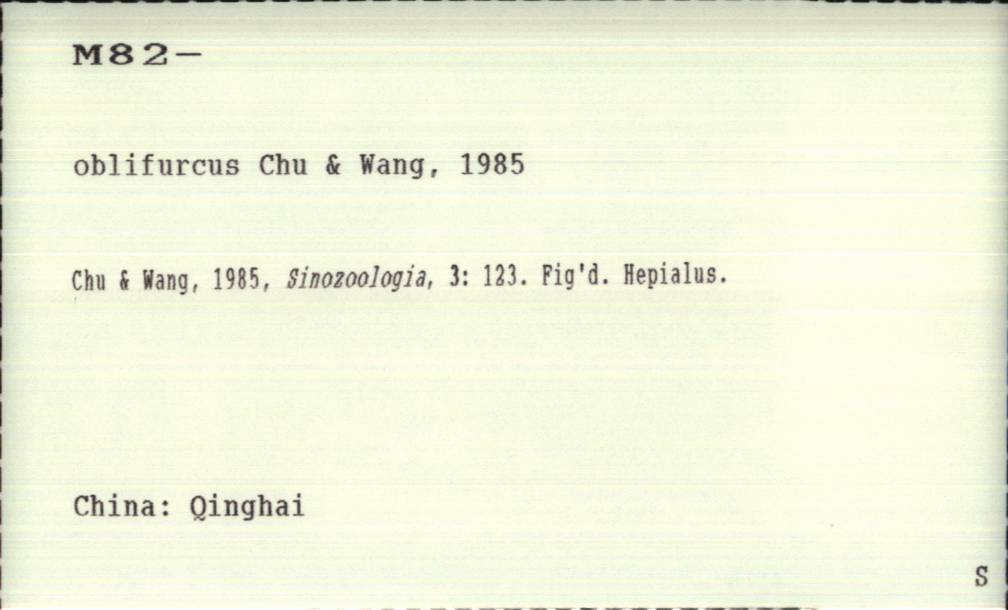 M82—
oblifurcus Chu & Wang, 1985
Chu & Wang, 1985, Sinozoologia, 3: 123. Fig'd. Hepialus.
China: Qinghai
S